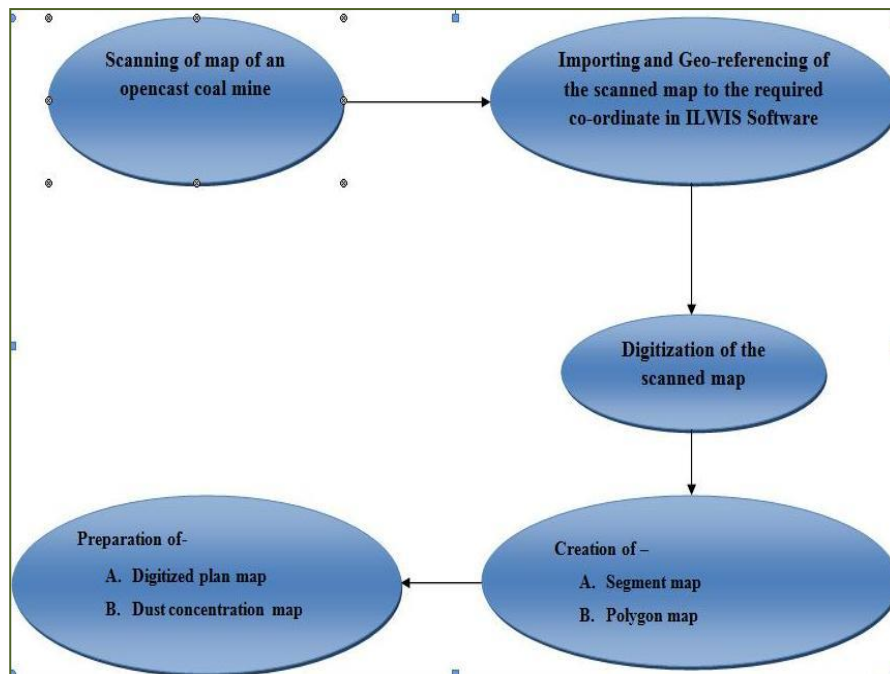 Scanning of map of an
opencast coal mine
Importing and Geo-referencing of
the scanned map to the required
co-ordinate in ILWIS Software
Digitization of the
scanned map
Creation of –
A. Segment map
B. Polygon map
Preparation of-
A. Digitized plan map
B. Dust concentration map